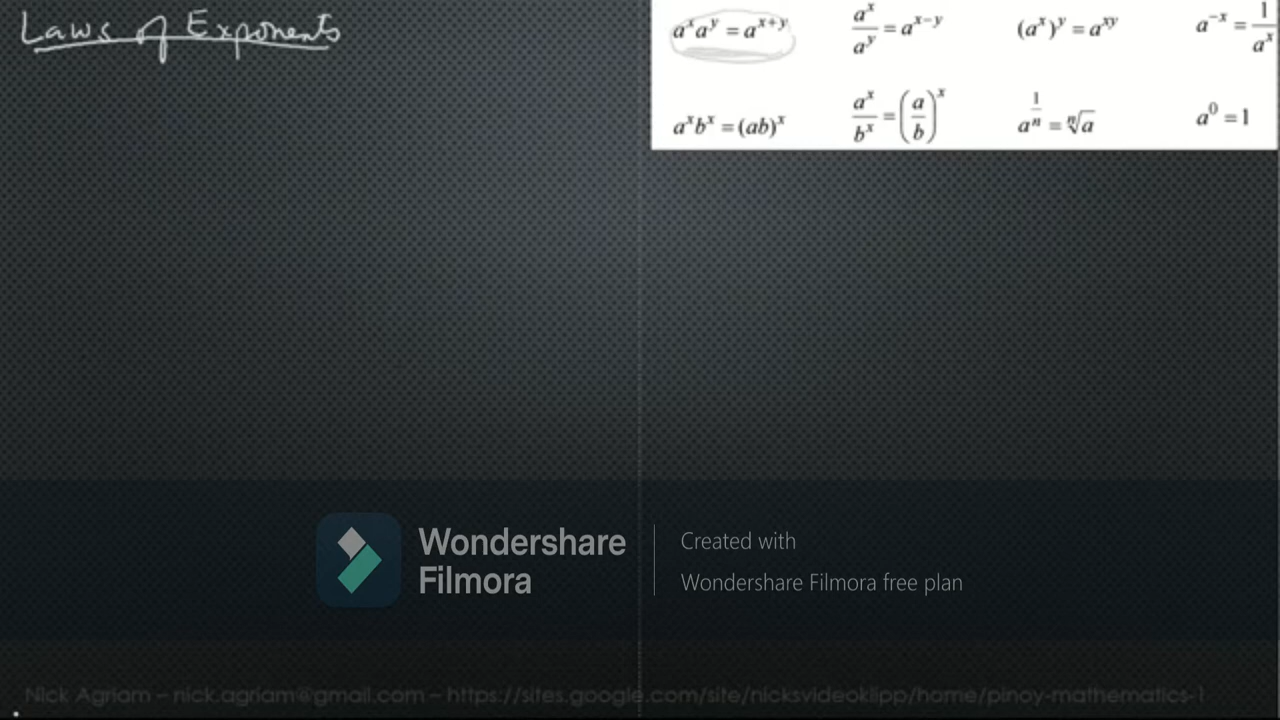 Laws of Exponents
a^x a^y = a^{x+y}    a^x/a^y = a^{x-y}    (a^x)^y = a^{xy}    a^{-x} = 1/a^x
a^x b^x = (ab)^x    a^x/b^x = (a/b)^x    a^{1/n} = ⁿ√a    a^0 = 1
Wondershare
Filmora
Created with
Wondershare Filmora free plan
Nick Agriam – nick.agriam@gmail.com – https://sites.google.com/site/nicksvideoklipp/home/pinoy-mathematics-1